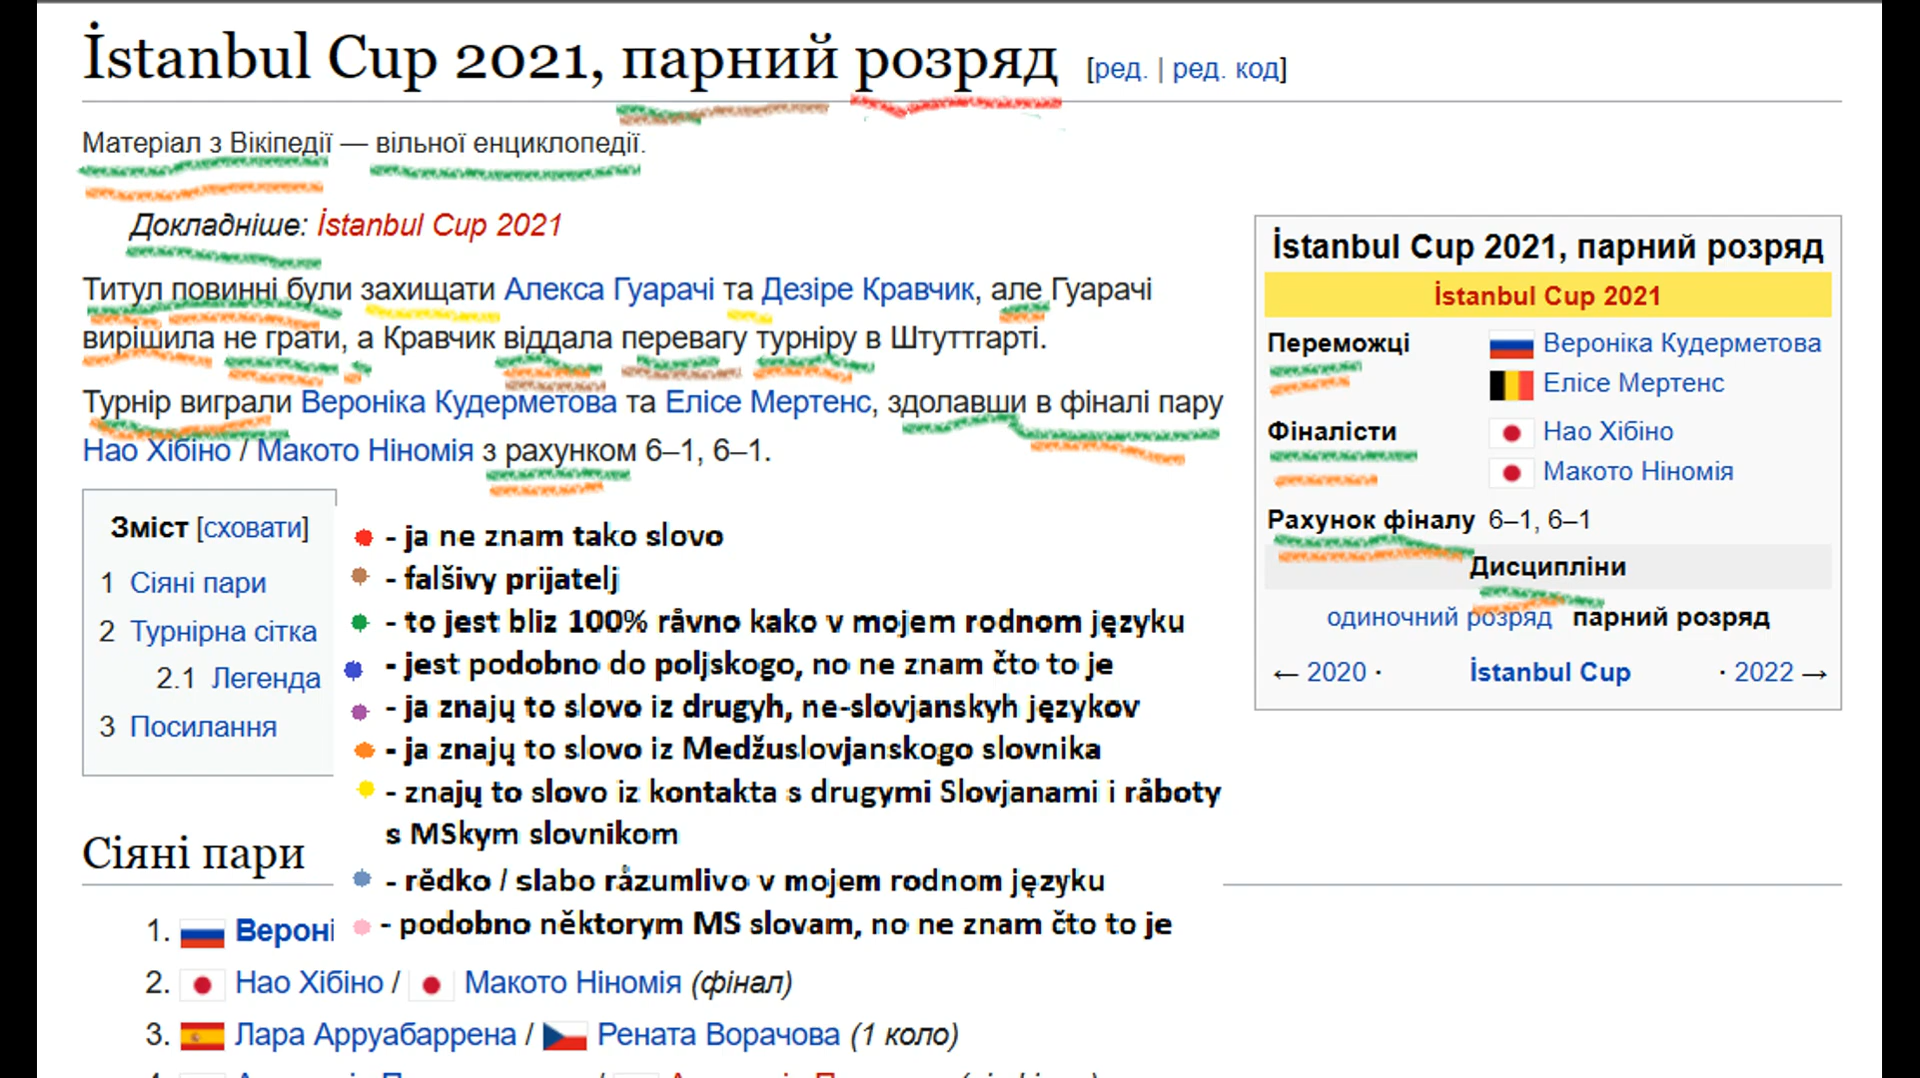 İstanbul Cup 2021, парний розряд [ред. | ред. код]
Матеріал з Вікіпедії — вільної енциклопедії.
Докладніше: İstanbul Cup 2021
Титул повинні були захищати Алекса Гуарачі та Дезіре Кравчик, але Гуарачі
вирішила не грати, а Кравчик віддала перевагу турніру в Штуттгарті.
Турнір виграли Вероніка Кудерметова та Елісе Мертенс, здолавши в фіналі пару
Нао Хібіно / Макото Ніномія з рахунком 6–1, 6–1.
İstanbul Cup 2021, парний розряд
İstanbul Cup 2021
Переможці Вероніка Кудерметова
Елісе Мертенс
Фіналісти Нао Хібіно
Макото Ніномія
Рахунок фіналу 6–1, 6–1
Дисципліни
одиночний розряд парний розряд
← 2020 · İstanbul Cup · 2022 →
Зміст [сховати]
1 Сіяні пари
2 Турнірна сітка
2.1 Легенда
3 Посилання
- ja ne znam tako slovo
- falšivy prijatelj
- to jest bliz 100% råvno kako v mojem rodnom języku
- jest podobno do poljskogo, no ne znam čto to je
- ja znajų to slovo iz drugyh, ne-slovjanskyh językov
- ja znajų to slovo iz Medžuslovjanskogo slovnika
- znajų to slovo iz kontakta s drugymi Slovjanami i råboty
s MSkym slovnikom
- rědko / slabo råzumlivo v mojem rodnom języku
- podobno někt​orym MS slovam, no ne znam čto to je
Сіяні пари
1. Вероні
2. Нао Хібіно / Макото Ніномія (фінал)
3. Лара Арруабаррена / Рената Ворачова (1 коло)